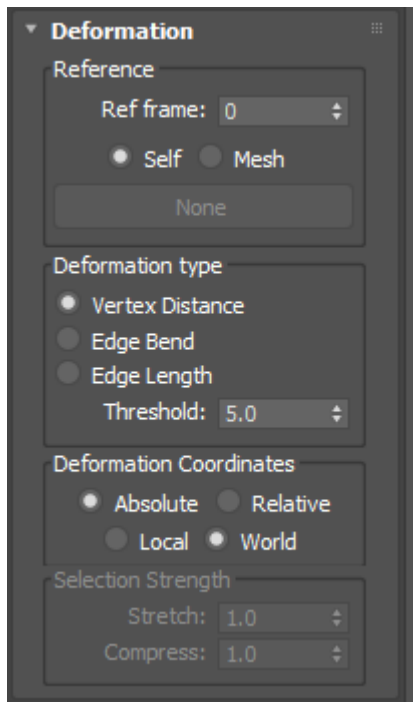 Deformation
Reference
Ref frame: 0
Self Mesh
None
Deformation type
Vertex Distance
Edge Bend
Edge Length
Threshold: 5.0
Deformation Coordinates
Absolute Relative
Local World
Selection Strength
Stretch: 1.0
Compress: 1.0